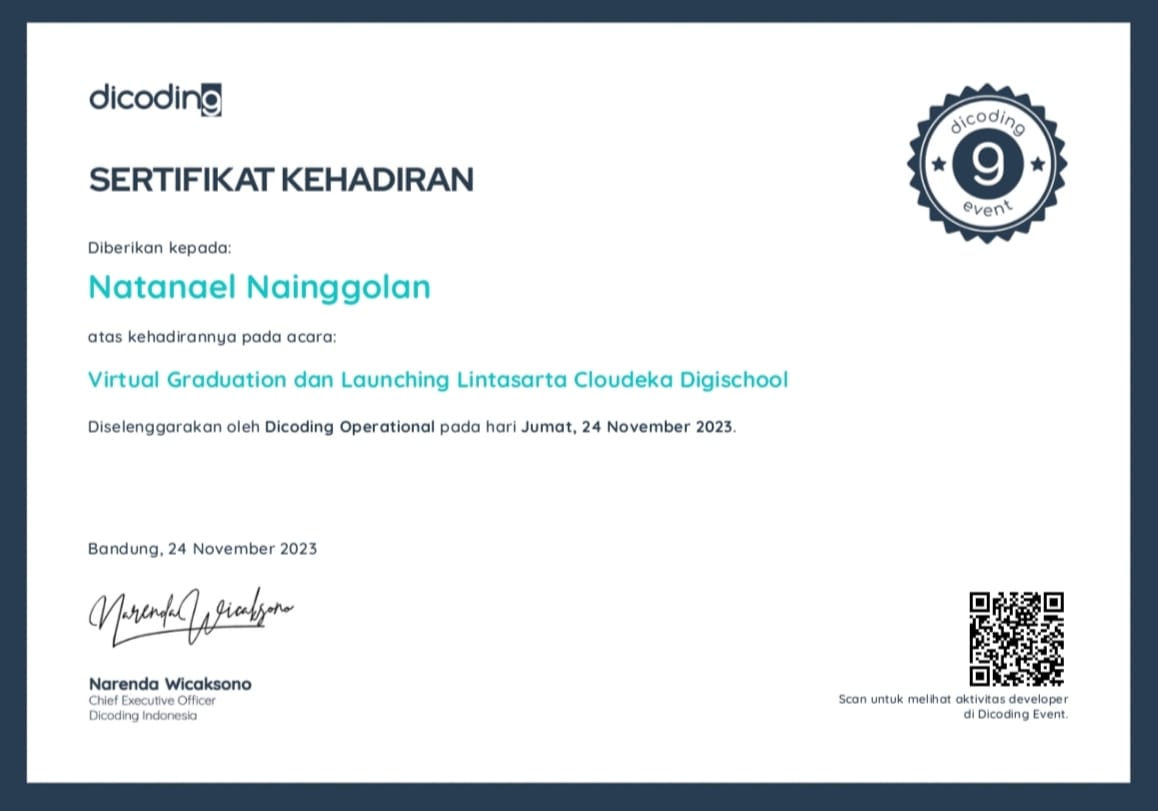 dicoding
dicoding
9
event
SERTIFIKAT KEHADIRAN
Diberikan kepada:
Natanael Nainggolan
atas kehadirannya pada acara:
Virtual Graduation dan Launching Lintasarta Cloudeka Digischool
Diselenggarakan oleh Dicoding Operational pada hari Jumat, 24 November 2023.
Bandung, 24 November 2023
Narenda Wicaksono
Narenda Wicaksono
Chief Executive Officer
Dicoding Indonesia
Scan untuk melihat aktivitas developer
di Dicoding Event.